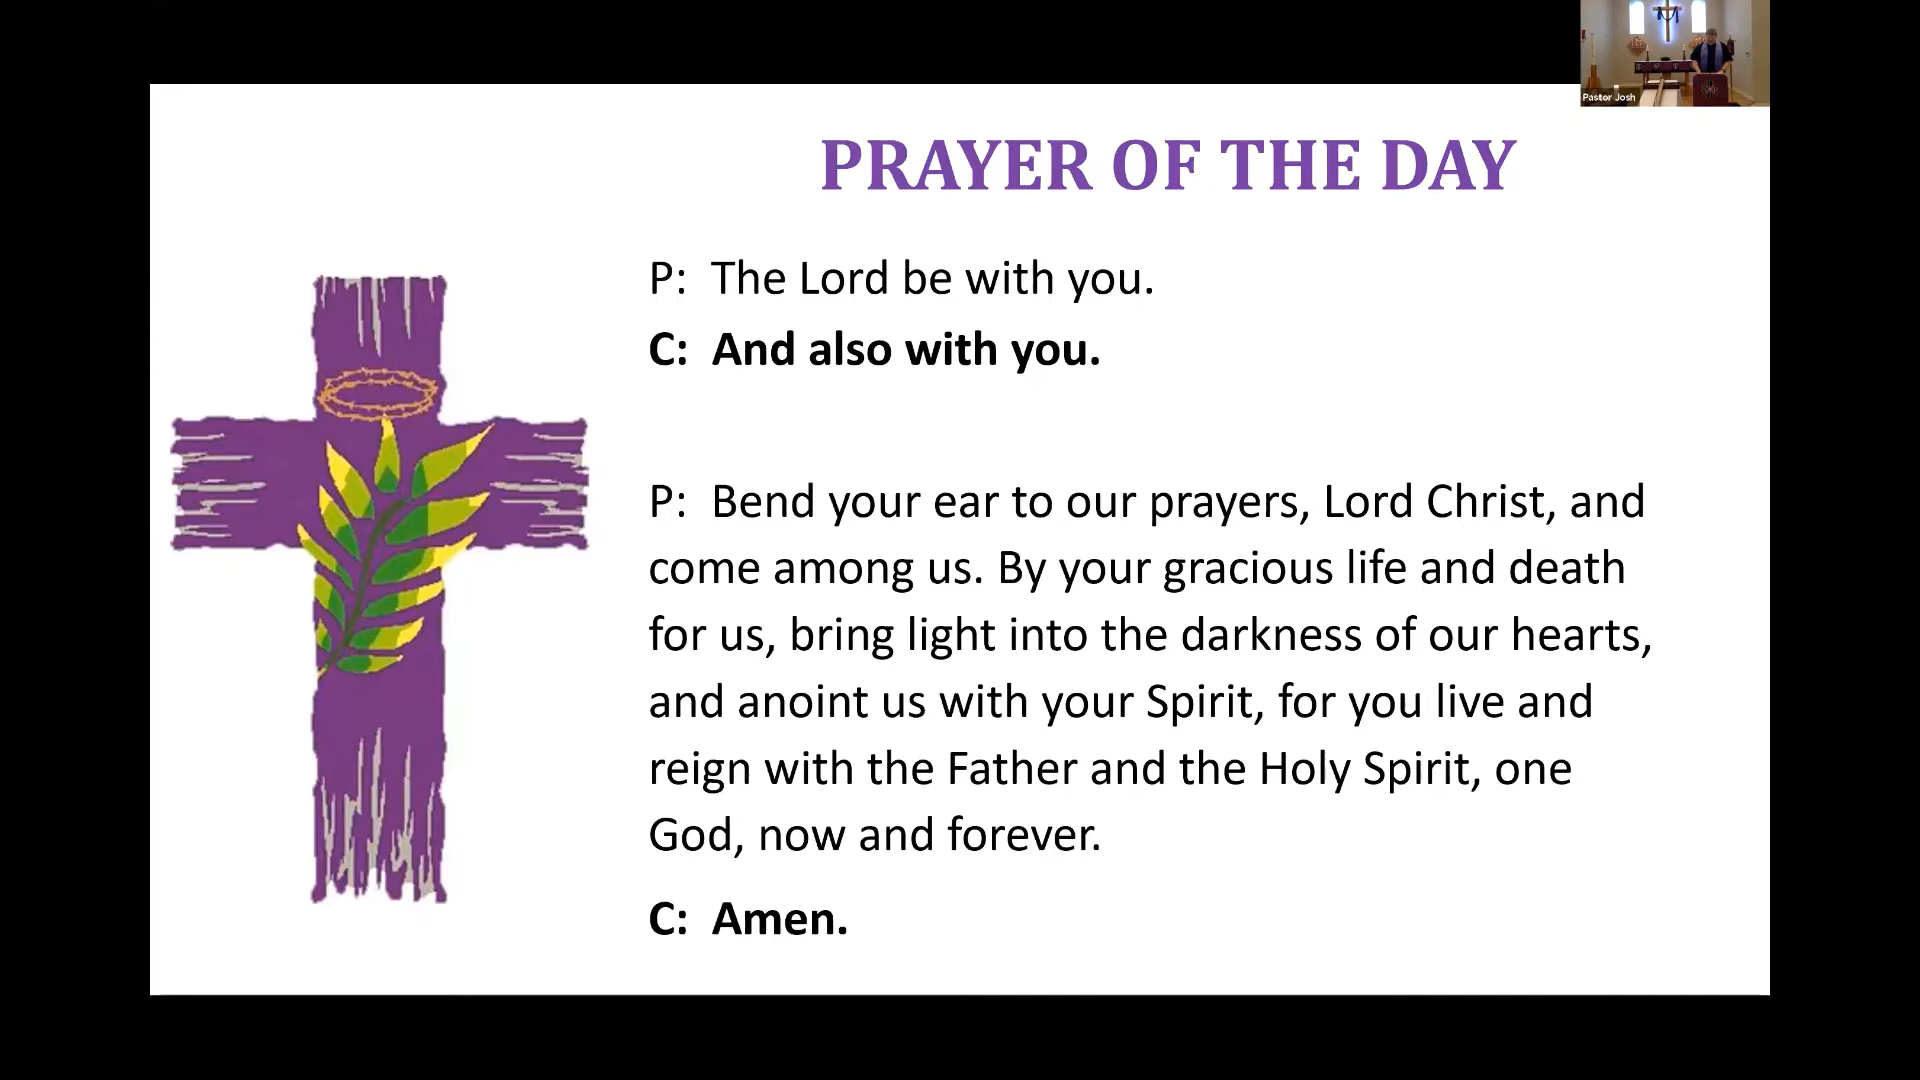 Pastor Josh
PRAYER OF THE DAY
P: The Lord be with you.
C: And also with you.
P: Bend your ear to our prayers, Lord Christ, and
come among us. By your gracious life and death
for us, bring light into the darkness of our hearts,
and anoint us with your Spirit, for you live and
reign with the Father and the Holy Spirit, one
God, now and forever.
C: Amen.